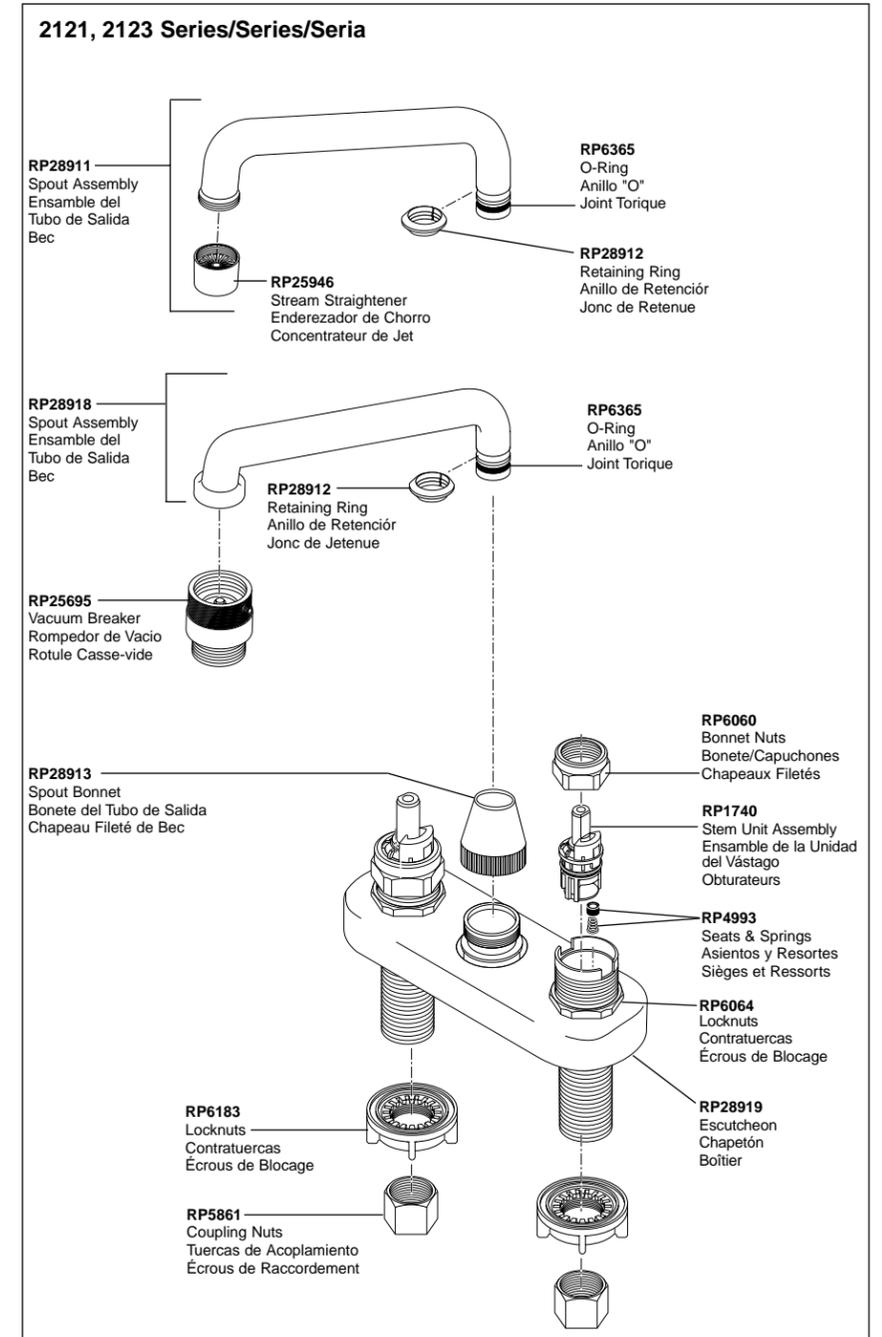 2121, 2123 Series/Series/Seria
RP28911
Spout Assembly
Ensamble del
Tubo de Salida
Bec
RP6365
O-Ring
Anillo "O"
Joint Torique
RP28912
Retaining Ring
Anillo de Retenciór
Jonc de Retenue
RP25946
Stream Straightener
Enderezador de Chorro
Concentrateur de Jet
RP28918
Spout Assembly
Ensamble del
Tubo de Salida
Bec
RP6365
O-Ring
Anillo "O"
Joint Torique
RP28912
Retaining Ring
Anillo de Retenciór
Jonc de Jetenue
RP25695
Vacuum Breaker
Rompedor de Vacio
Rotule Casse-vide
RP6060
Bonnet Nuts
Bonete/Capuchones
Chapeaux Filetés
RP28913
Spout Bonnet
Bonete del Tubo de Salida
Chapeau Fileté de Bec
RP1740
Stem Unit Assembly
Ensamble de la Unidad
del Vástago
Obturateurs
RP4993
Seats & Springs
Asientos y Resortes
Sièges et Ressorts
RP6064
Locknuts
Contratuercas
Écrous de Blocage
RP28919
Escutcheon
Chapetón
Boîtier
RP6183
Locknuts
Contratuercas
Écrous de Blocage
RP5861
Coupling Nuts
Tuercas de Acoplamiento
Écrous de Raccordement